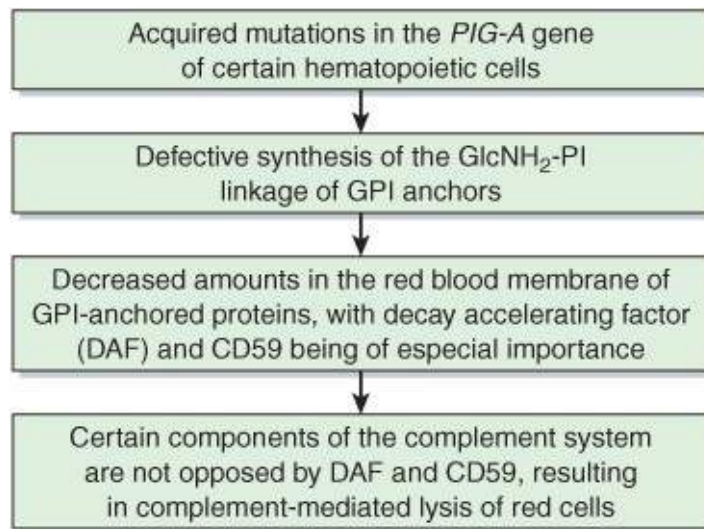 Acquired mutations in the PIG-A gene
of certain hematopoietic cells
Defective synthesis of the GlcNH₂-PI
linkage of GPI anchors
Decreased amounts in the red blood membrane of
GPI-anchored proteins, with decay accelerating factor
(DAF) and CD59 being of especial importance
Certain components of the complement system
are not opposed by DAF and CD59, resulting
in complement-mediated lysis of red cells